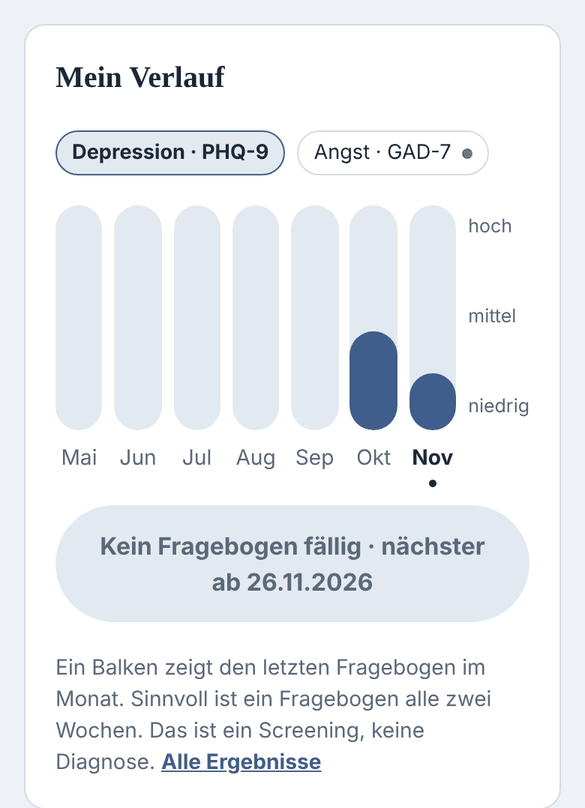 Mein Verlauf
Depression · PHQ-9
Angst · GAD-7
hoch
mittel
niedrig
Mai Jun Jul Aug Sep Okt Nov
Kein Fragebogen fällig · nächster
ab 26.11.2026
Ein Balken zeigt den letzten Fragebogen im
Monat. Sinnvoll ist ein Fragebogen alle zwei
Wochen. Das ist ein Screening, keine
Diagnose. Alle Ergebnisse